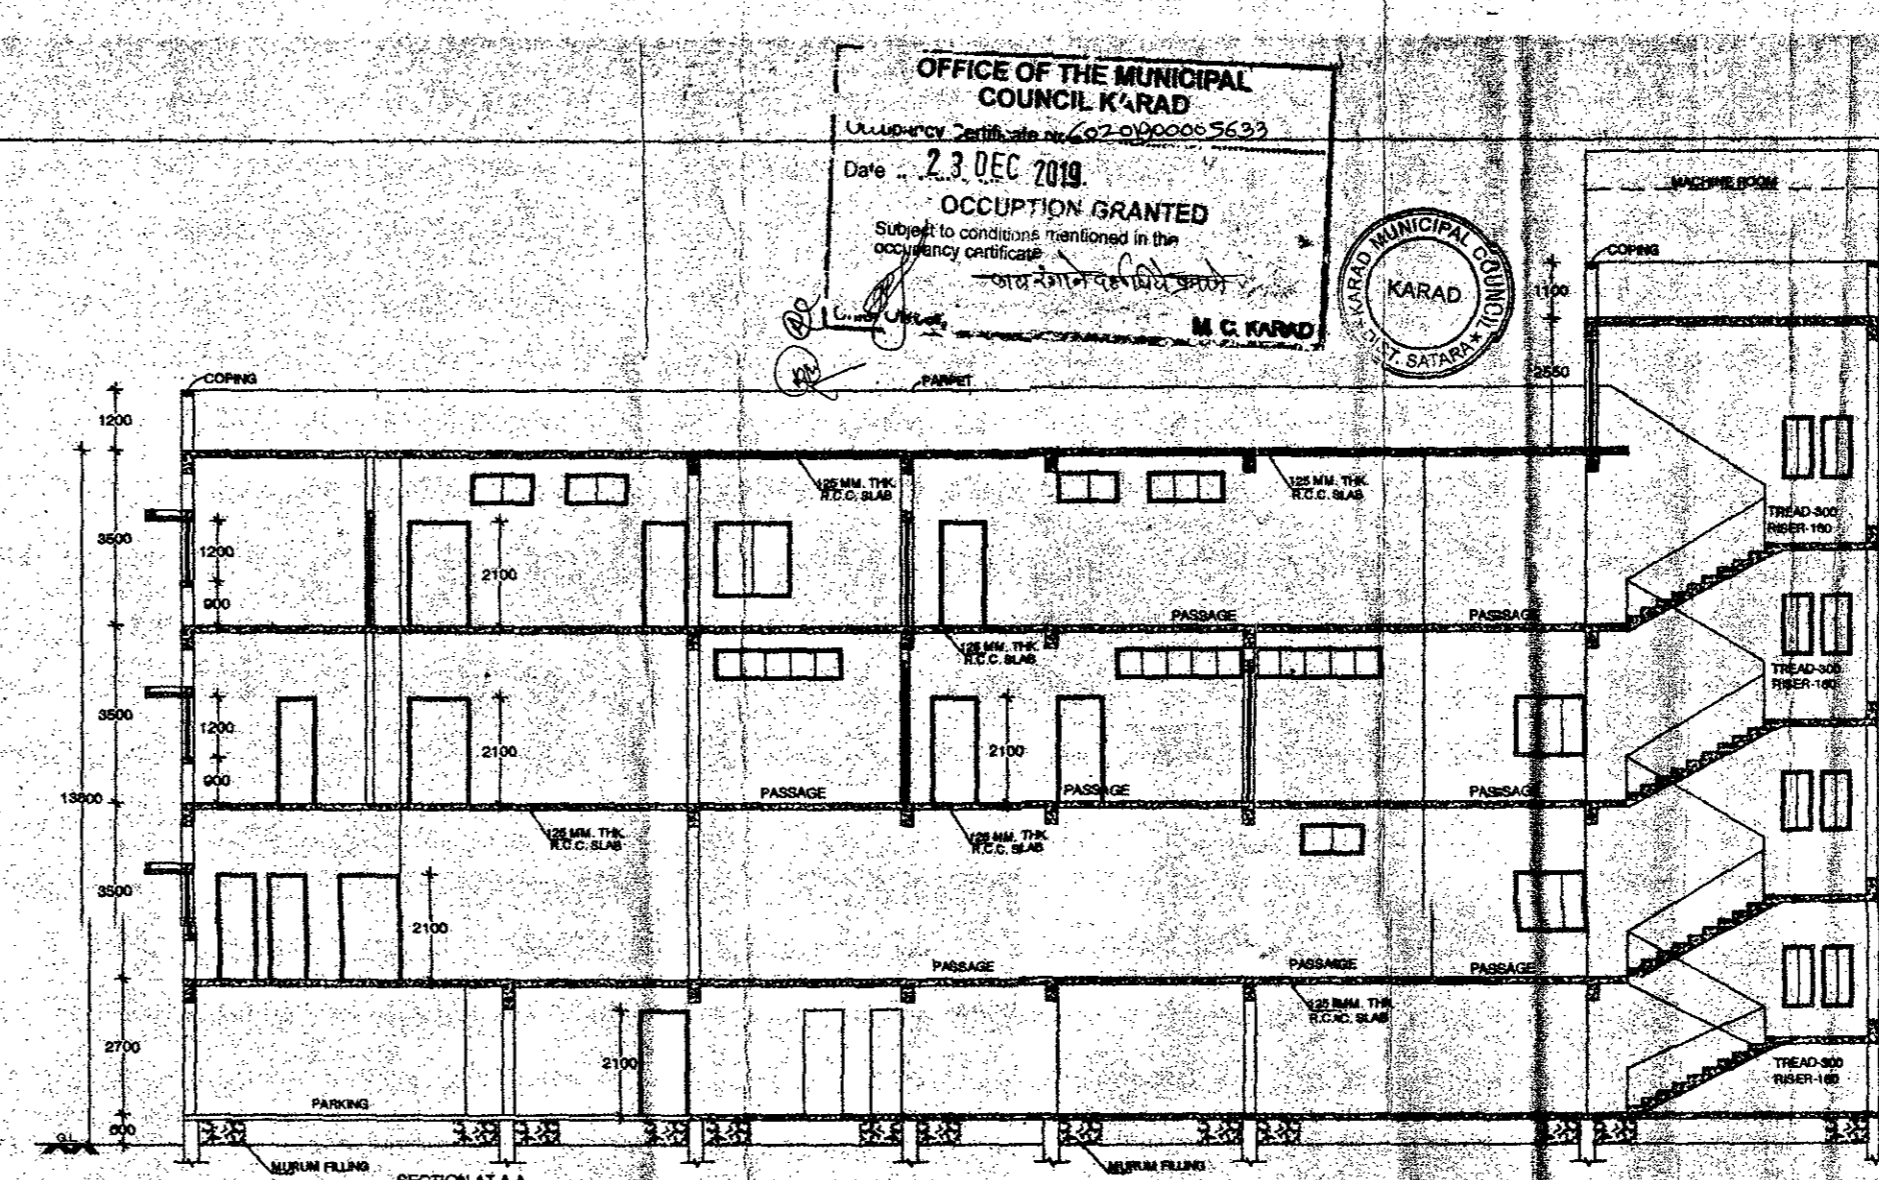 OFFICE OF THE MUNICIPAL
COUNCIL KARAD
Occupancy Certificate no.
Date .. 23 DEC 2019.
OCCUPTION GRANTED
Subject to conditions mentioned in the
occupancy certificate
M. C. KARAD
KARAD MUNICIPAL COUNCIL
KARAD
DIST. SATARA
MACHINE ROOM
COPING
1100
2550
COPING
PARPET
1200
125 MM. THK.
R.C.C. SLAB
125 MM. THK.
R.C.C. SLAB
TREAD-300
RISER-160
3500
1200
2100
900
PASSAGE
PASSAGE
125 MM. THK.
R.C.C. SLAB
TREAD-300
RISER-160
3500
1200
2100
2100
900
13800
PASSAGE
PASSAGE
PASSAGE
125 MM. THK.
R.C.C. SLAB
125 MM. THK.
R.C.C. SLAB
3500
2100
PASSAGE
PASSAGE
PASSAGE
125 MM. THK.
R.C.C. SLAB
2700
2100
TREAD-300
RISER-160
PARKING
G.L.
600
MURUM FILLING
MURUM FILLING
SECTION AT A-A